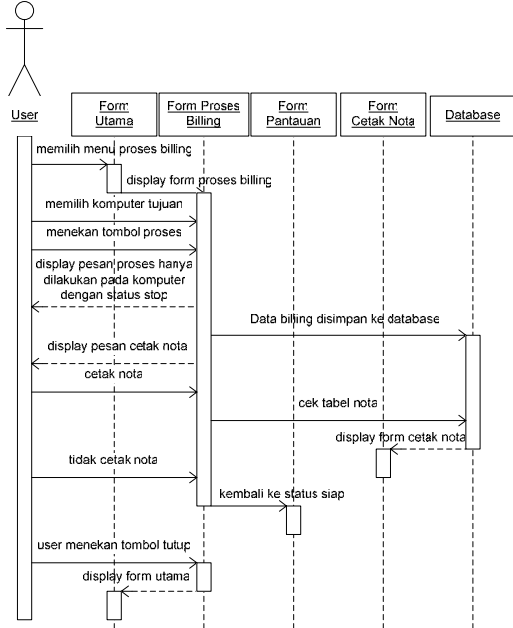 User
Form
Utama
Form Proses
Billing
Form
Pantauan
Form
Cetak Nota
Database
memilih menu proses billing
display form proses billing
memilih komputer tujuan
menekan tombol proses
display pesan proses hanya
dilakukan pada komputer
dengan status stop
Data billing disimpan ke database
display pesan cetak nota
cetak nota
cek tabel nota
display form cetak nota
tidak cetak nota
kembali ke status siap
user menekan tombol tutup
display form utama